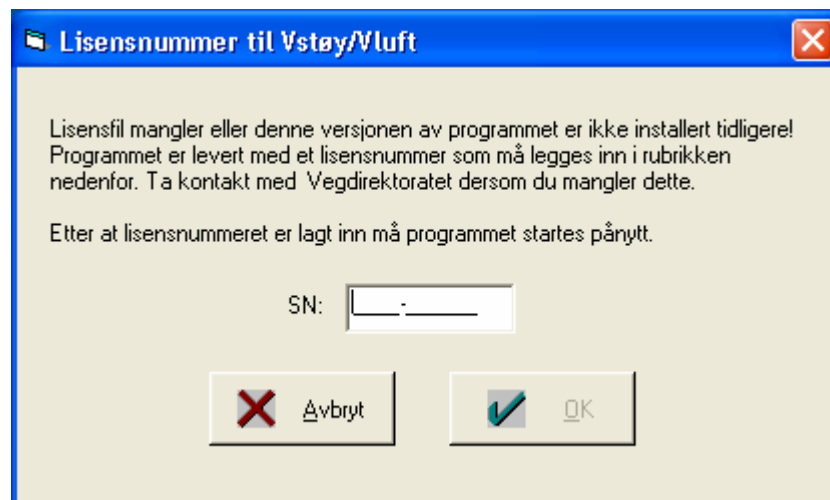 Lisensnummer til Vstøy/Vluft
Lisensfil mangler eller denne versjonen av programmet er ikke installert tidligere!
Programmet er levert med et lisensnummer som må legges inn i rubrikken
nedenfor. Ta kontakt med Vegdirektoratet dersom du mangler dette.
Etter at lisensnummeret er lagt inn må programmet startes pånytt.
SN: ____-______
Avbryt
OK